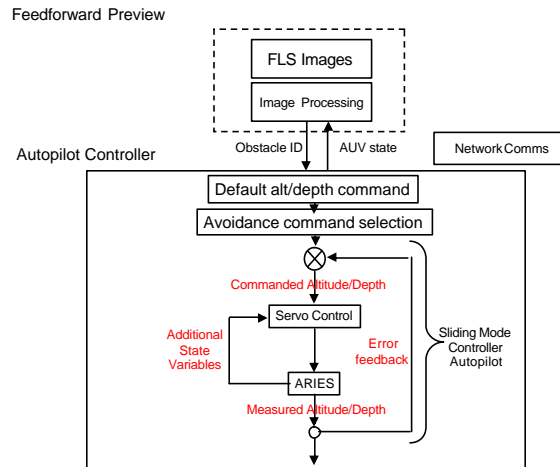 Feedforward Preview
FLS Images
Image Processing
Obstacle ID
AUV state
Autopilot Controller
Network Comms
Default alt/depth command
Avoidance command selection
Commanded Altitude/Depth
Servo Control
Additional
State
Variables
Error
feedback
Sliding Mode
Controller
Autopilot
ARIES
Measured Altitude/Depth